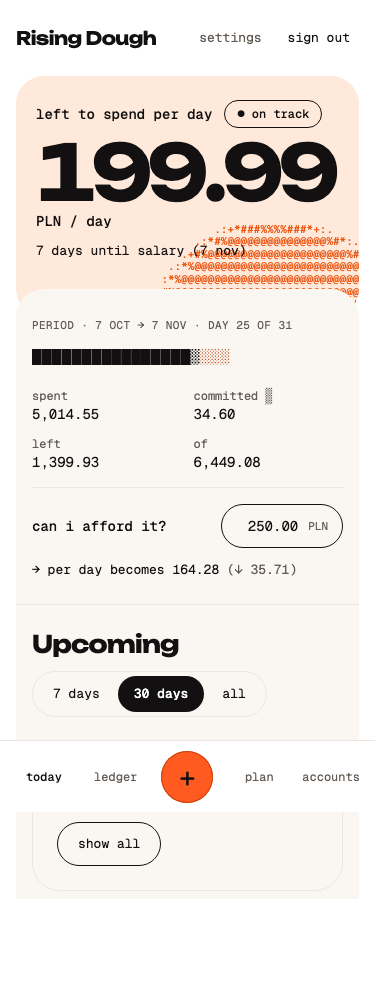 Rising Dough
settings
sign out
left to spend per day
● on track
199.99
PLN / day
7 days until salary (7 nov)
.:+*###%%%%###*+:.
.:*#%@@@@@@@@@@@@@@@%#*:.
PERIOD · 7 OCT → 7 NOV · DAY 25 OF 31
spent
committed ▒
5,014.55
34.60
left
of
1,399.93
6,449.08
can i afford it?
250.00 PLN
→ per day becomes 164.28 (↓ 35.71)
Upcoming
7 days
30 days
all
today
ledger
+
plan
accounts
show all